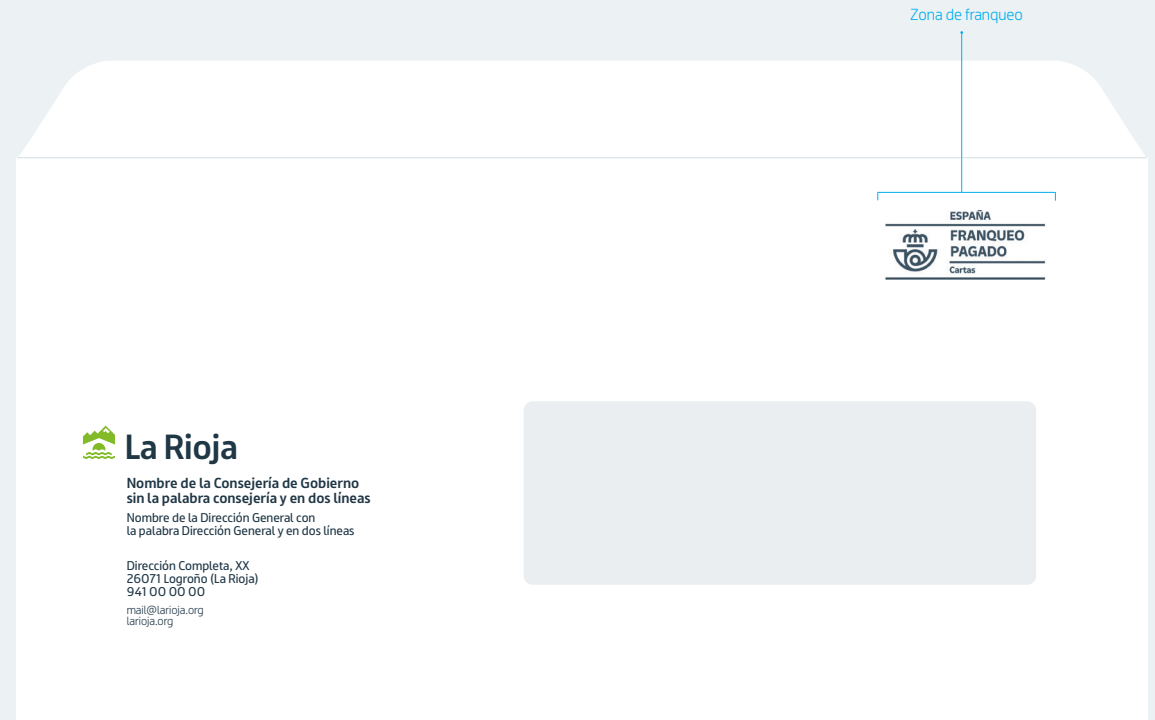 Zona de franqueo
ESPAÑA
FRANQUEO
PAGADO
Cartas
La Rioja
Nombre de la Consejería de Gobierno
sin la palabra consejería y en dos líneas
Nombre de la Dirección General con
la palabra Dirección General y en dos líneas
Dirección Completa, XX
26071 Logroño (La Rioja)
941 00 00 00
mail@larioja.org
larioja.org